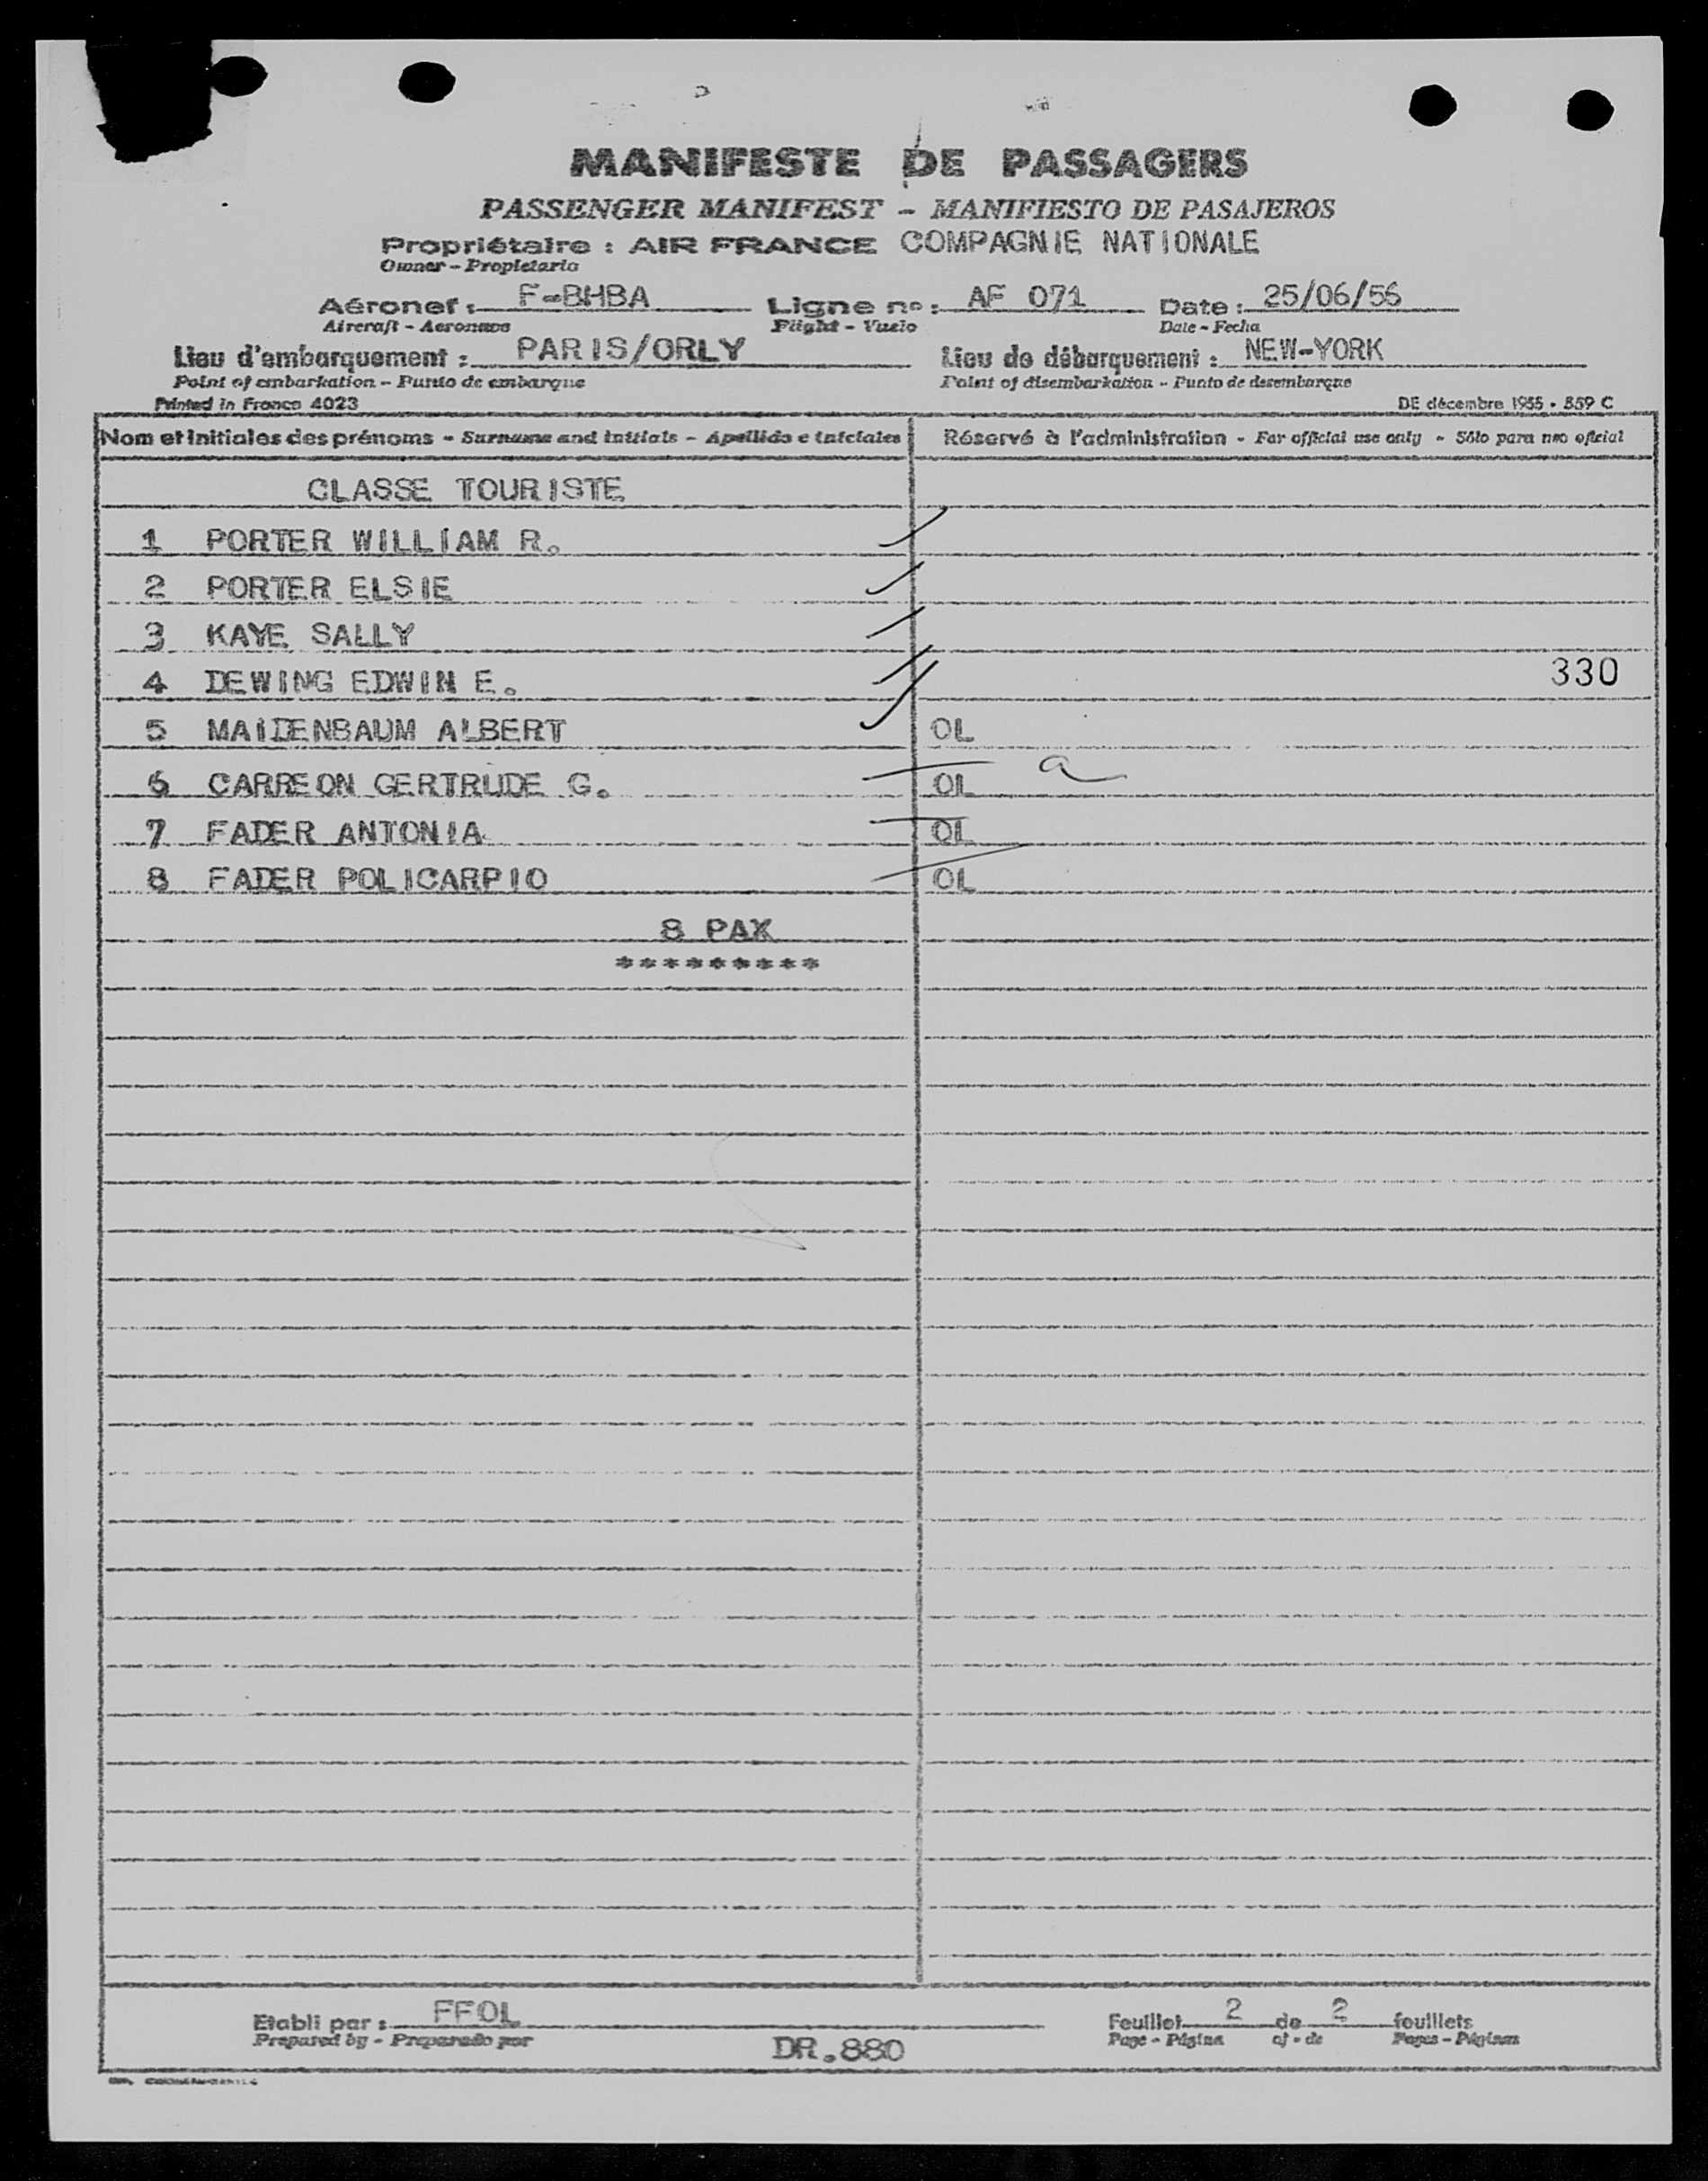 MANIFESTE DE PASSAGERS
PASSENGER MANIFEST - MANIFIESTO DE PASAJEROS
Propriétaire : AIR FRANCE COMPAGNIE NATIONALE
Owner - Propietario
Aéronef : F-BHBA Ligne nº : AF 071 Date : 25/06/56
Aircraft - Aeronave Flight - Vuelo Date - Fecha
Lieu d'embarquement : PARIS/ORLY Lieu de débarquement : NEW-YORK
Point of embarkation - Punto de embarque Point of disembarkation - Punto de desembarque
Printed in France 4023 DE décembre 1955 - 859 C
Nom et Initiales des prénoms - Surname and initials - Apellido e iniciales Réservé à l'administration - For official use only - Sólo para uso oficial
CLASSE TOURISTE
1 PORTER WILLIAM R.
2 PORTER ELSIE
3 KAYE SALLY
4 DEWING EDWIN E. 330
5 MAIDENBAUM ALBERT OL
6 CARREON GERTRUDE G. OL a
7 FADER ANTONIA OL
8 FADER POLICARPIO OL
8 PAX
*********
Etabli par : FFOL Feuillet 2 de 2 feuillets
Prepared by - Preparado por DR.880 Page - Página of - de Pages - Páginas